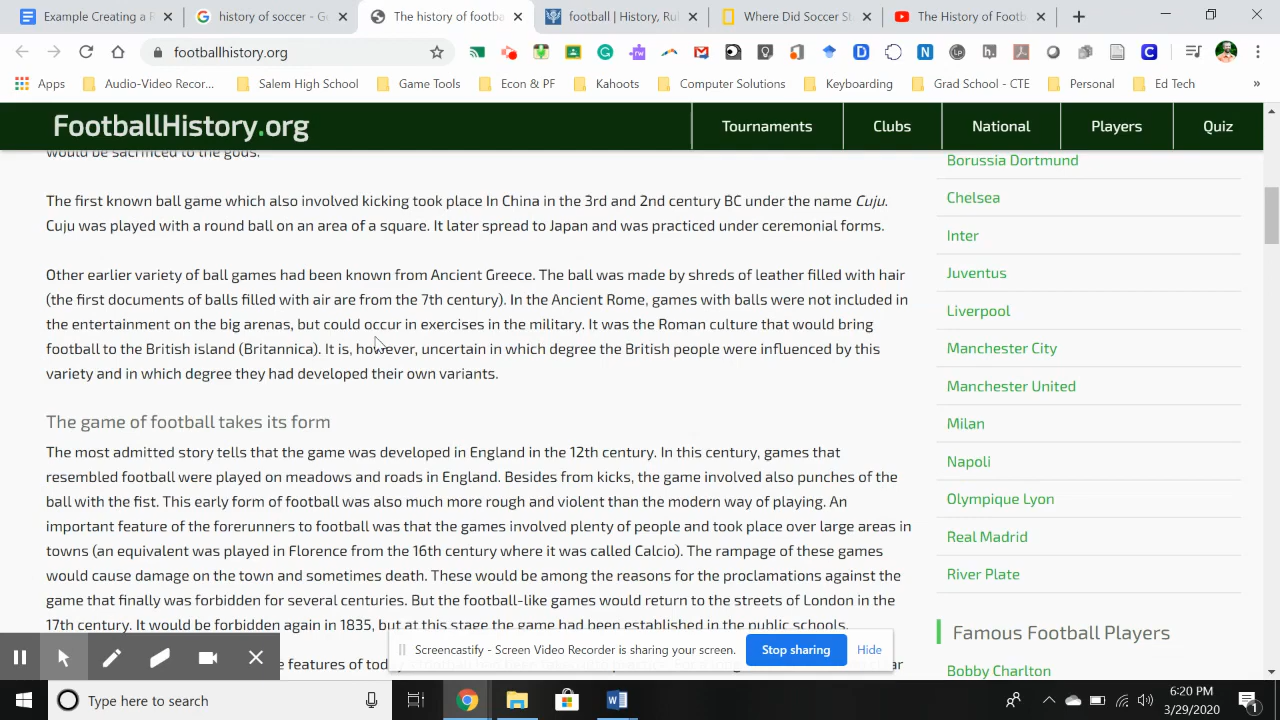 Example Creating a F
history of soccer - Go
The history of footba
football | History, Rul
Where Did Soccer St
The History of Footb
footballhistory.org
Apps
Audio-Video Recor...
Salem High School
Game Tools
Econ & PF
Kahoots
Computer Solutions
Keyboarding
Grad School - CTE
Personal
Ed Tech
»
FootballHistory.org
Tournaments
Clubs
National
Players
Quiz
would be sacrificed to the gods.
The first known ball game which also involved kicking took place In China in the 3rd and 2nd century BC under the name Cuju.
Cuju was played with a round ball on an area of a square. It later spread to Japan and was practiced under ceremonial forms.
Other earlier variety of ball games had been known from Ancient Greece. The ball was made by shreds of leather filled with hair
(the first documents of balls filled with air are from the 7th century). In the Ancient Rome, games with balls were not included in
the entertainment on the big arenas, but could occur in exercises in the military. It was the Roman culture that would bring
football to the British island (Britannica). It is, however, uncertain in which degree the British people were influenced by this
variety and in which degree they had developed their own variants.
The game of football takes its form
The most admitted story tells that the game was developed in England in the 12th century. In this century, games that
resembled football were played on meadows and roads in England. Besides from kicks, the game involved also punches of the
ball with the fist. This early form of football was also much more rough and violent than the modern way of playing. An
important feature of the forerunners to football was that the games involved plenty of people and took place over large areas in
towns (an equivalent was played in Florence from the 16th century where it was called Calcio). The rampage of these games
would cause damage on the town and sometimes death. These would be among the reasons for the proclamations against the
game that finally was forbidden for several centuries. But the football-like games would return to the streets of London in the
17th century. It would be forbidden again in 1835, but at this stage the game had been established in the public schools.
features of today's
Borussia Dortmund
Chelsea
Inter
Juventus
Liverpool
Manchester City
Manchester United
Milan
Napoli
Olympique Lyon
Real Madrid
River Plate
Famous Football Players
Bobby Charlton
Screencastify - Screen Video Recorder is sharing your screen.
Stop sharing
Hide
Type here to search
6:20 PM
3/29/2020